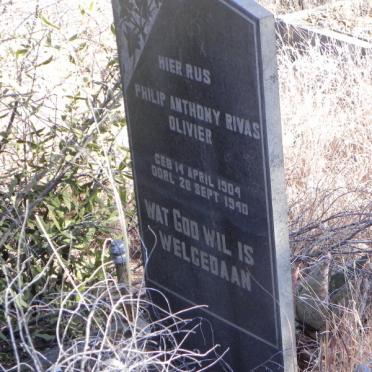 HIER RUS
PHILIP ANTHONY RIVAS
OLIVIER
GEB 14 APRIL 1904
OORL 20 SEPT 1940
WAT GOD WIL IS
WELGEDAAN